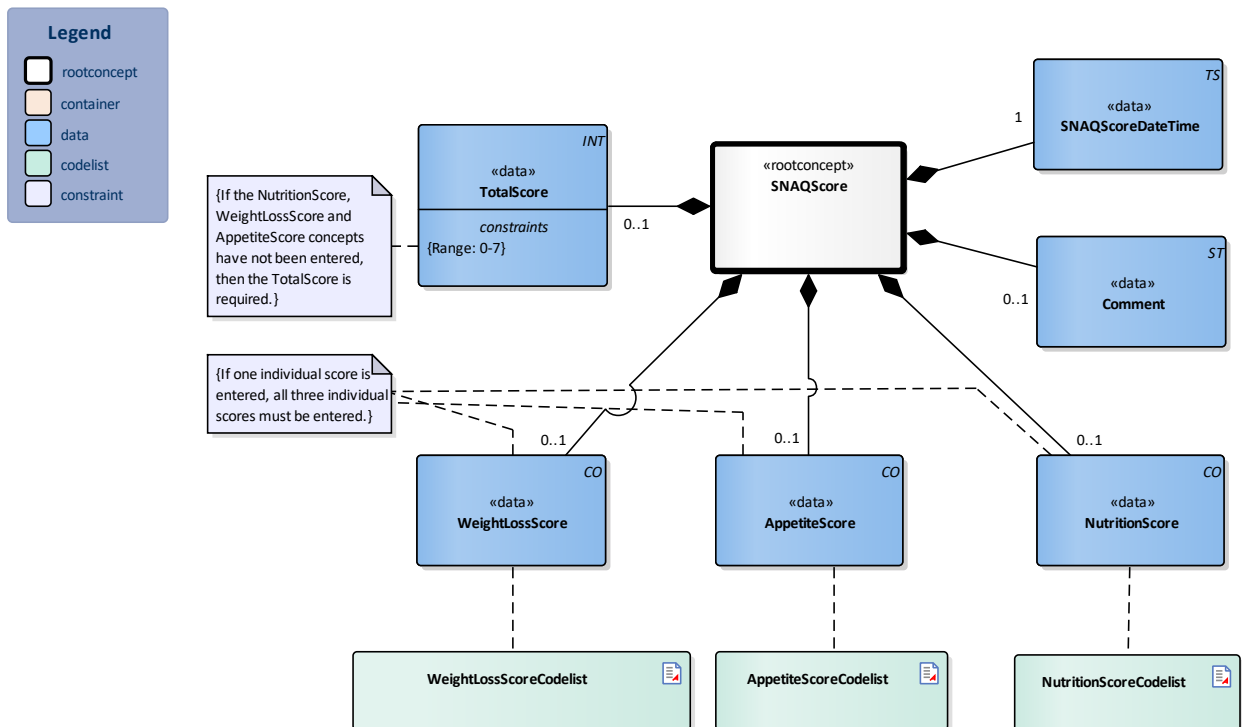 Legend
rootconcept
container
data
codelist
constraint
TS
«data»
SNAQScoreDateTime
1
INT
«data»
TotalScore
constraints
{Range: 0-7}
0..1
«rootconcept»
SNAQScore
{If the NutritionScore,
WeightLossScore and
AppetiteScore concepts
have not been entered,
then the TotalScore is
required.}
ST
«data»
Comment
0..1
{If one individual score is
entered, all three individual
scores must be entered.}
0..1
0..1
0..1
CO
«data»
WeightLossScore
CO
«data»
AppetiteScore
CO
«data»
NutritionScore
WeightLossScoreCodelist
AppetiteScoreCodelist
NutritionScoreCodelist